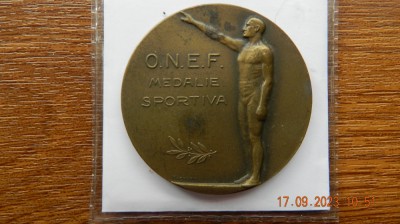 O.N.E.F.
MEDALIE
SPORTIVA
17.09.202